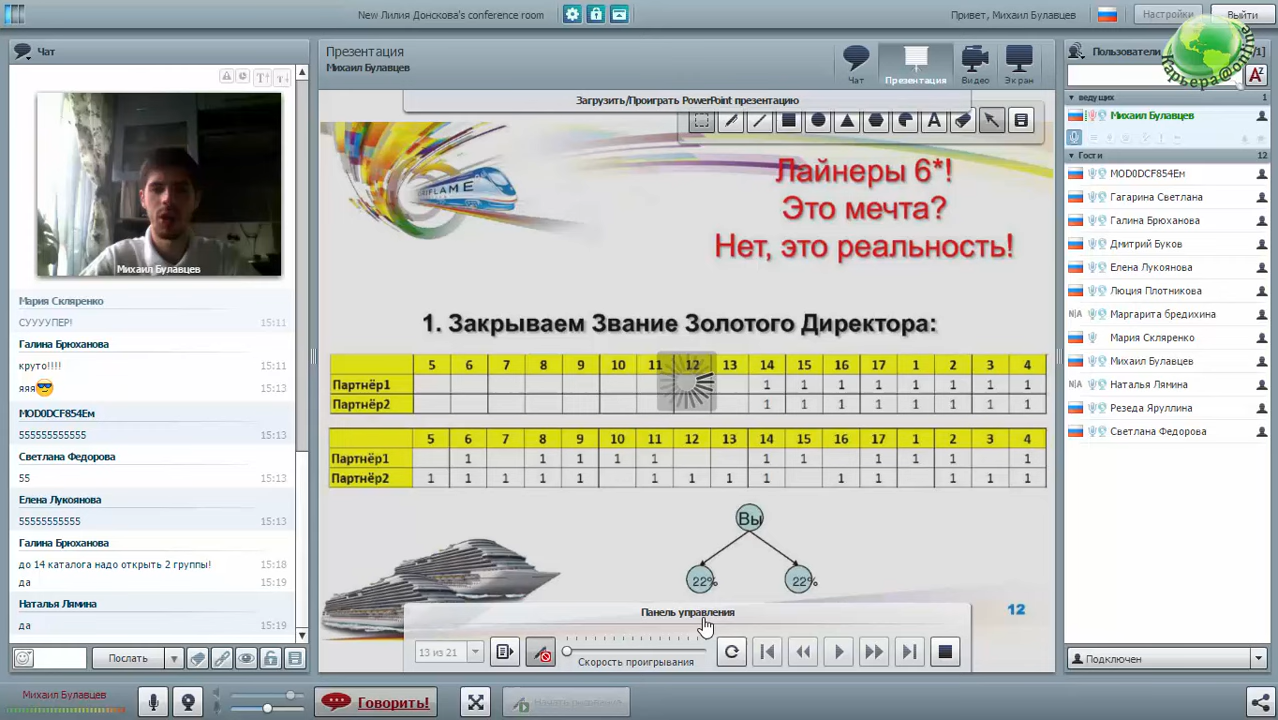 New Лилия Донскова's conference room
Привет, Михаил Булавцев
Настройки
Выйти
Карьера@online
Чат
Михаил Булавцев
Мария Скляренко
СУУУУПЕР! 15:11
Галина Брюханова
круто!!!! 15:11
яяя 15:13
MOD0DCF854Ем
555555555555 15:13
Светлана Федорова
55 15:13
Елена Лукоянова
55555555555 15:13
Галина Брюханова
до 14 каталога надо открыть 2 группы! 15:18
да 15:19
Наталья Лямина
да 15:19
Послать
Презентация
Михаил Булавцев
Чат
Презентация
Видео
Экран
Загрузить/Проиграть PowerPoint презентацию
Лайнеры 6*!
Это мечта?
Нет, это реальность!
1. Закрываем Звание Золотого Директора:
5 6 7 8 9 10 11 12 13 14 15 16 17 1 2 3 4
Партнёр1 1 1 1 1 1 1 1 1
Партнёр2 1 1 1 1 1 1 1 1
5 6 7 8 9 10 11 12 13 14 15 16 17 1 2 3 4
Партнёр1 1 1 1 1 1 1 1 1 1 1
Партнёр2 1 1 1 1 1 1 1 1 1 1 1 1 1 1
Вы
22% 22%
12
Панель управления
13 из 21
Скорость проигрывания
Пользователи
ведущих 1
Михаил Булавцев
Гости 12
MOD0DCF854Ем
Гагарина Светлана
Галина Брюханова
Дмитрий Буков
Елена Лукоянова
Люция Плотникова
N/A Маргарита бредихина
Мария Скляренко
Михаил Булавцев
N/A Наталья Лямина
Резеда Яруллина
Светлана Федорова
Подключен
Михаил Булавцев
Говорить!